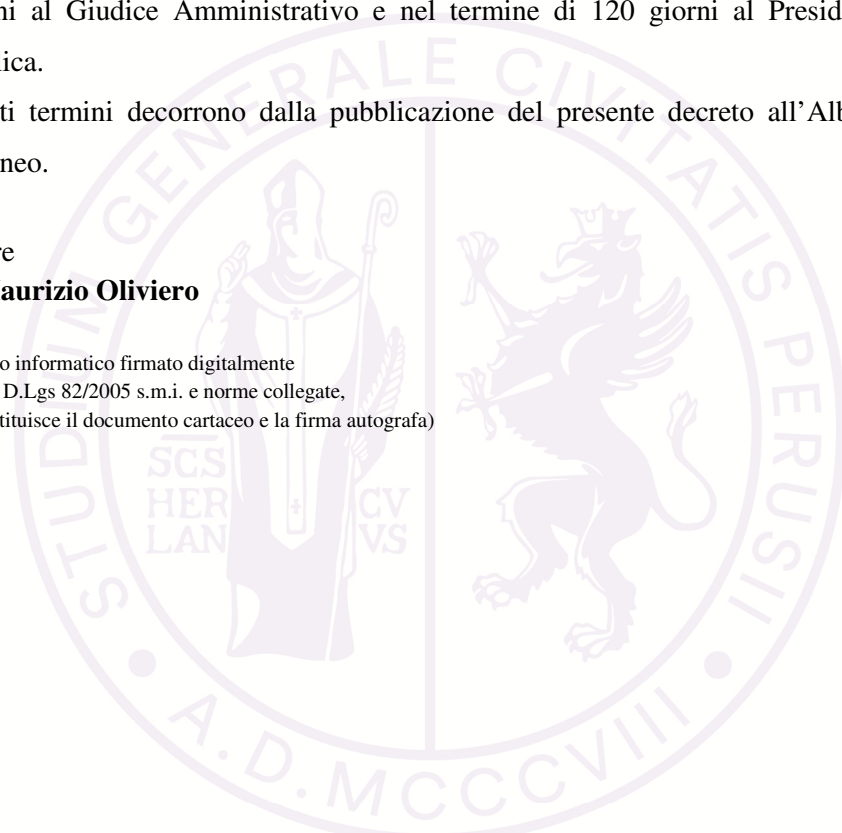 ni al Giudice Amministrativo e nel termine di 120 giorni al Presid
lica.
ti termini decorrono dalla pubblicazione del presente decreto all’Alb
neo.
re
Maurizio Oliviero
o informatico firmato digitalmente
D.Lgs 82/2005 s.m.i. e norme collegate,
tituisce il documento cartaceo e la firma autografa)
STUDIUM GENERALE CIVITATIS PERUSII
SCS
HER
LAN
CV
VS
A.D. MCCCVIII